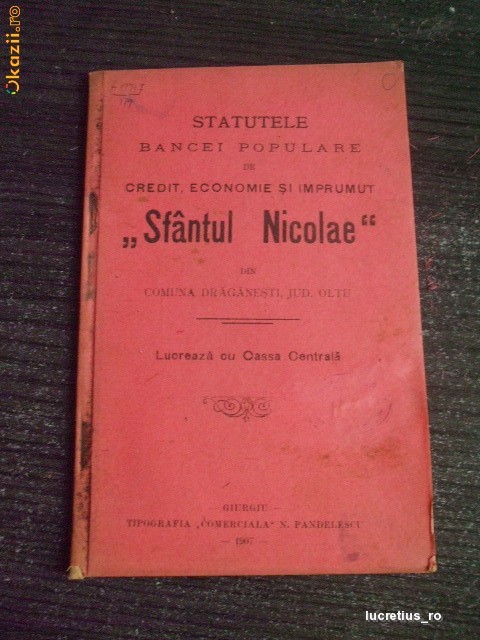 Okazii.ro
STATUTELE
BANCEI POPULARE
DE
CREDIT, ECONOMIE ȘI IMPRUMUT
„Sfântul Nicolae“
DIN
COMUNA DRĂGĂNEȘTI, JUD. OLTU
Lucrează cu Cassa Centrală
GIURGIU
TIPOGRAFIA „COMERCIALA“ N. PANDELESCU
— 1907 —
lucretius_ro